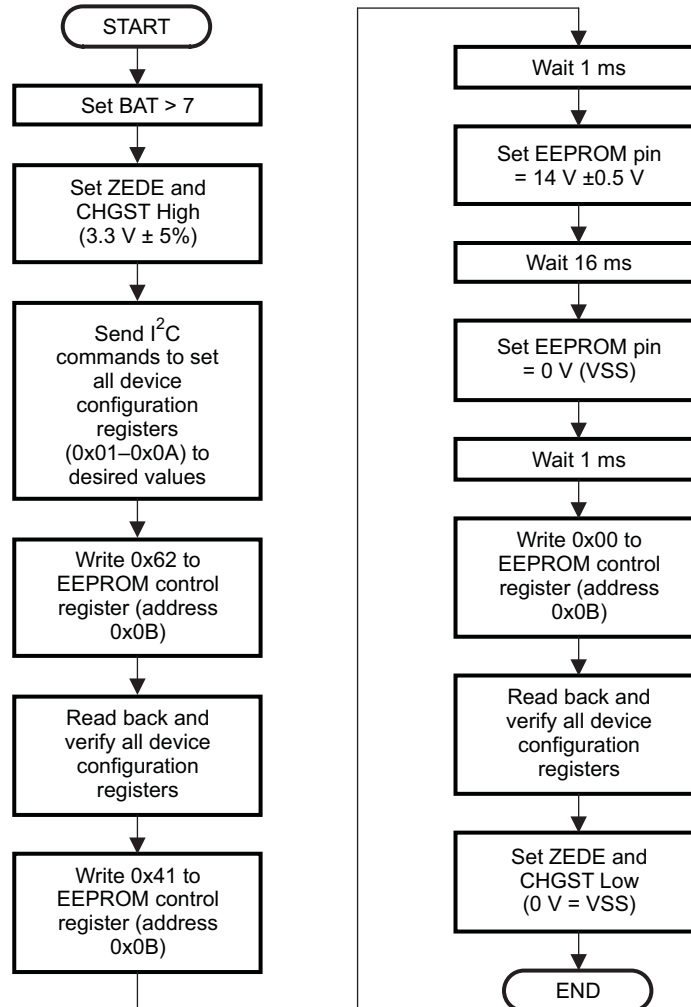 START
Set BAT > 7
Set ZEDE and
CHGST High
(3.3 V ± 5%)
Send I²C
commands to set
all device
configuration
registers
(0x01–0x0A) to
desired values
Write 0x62 to
EEPROM control
register (address
0x0B)
Read back and
verify all device
configuration
registers
Write 0x41 to
EEPROM control
register (address
0x0B)
Wait 1 ms
Set EEPROM pin
= 14 V ±0.5 V
Wait 16 ms
Set EEPROM pin
= 0 V (VSS)
Wait 1 ms
Write 0x00 to
EEPROM control
register (address
0x0B)
Read back and
verify all device
configuration
registers
Set ZEDE and
CHGST Low
(0 V = VSS)
END